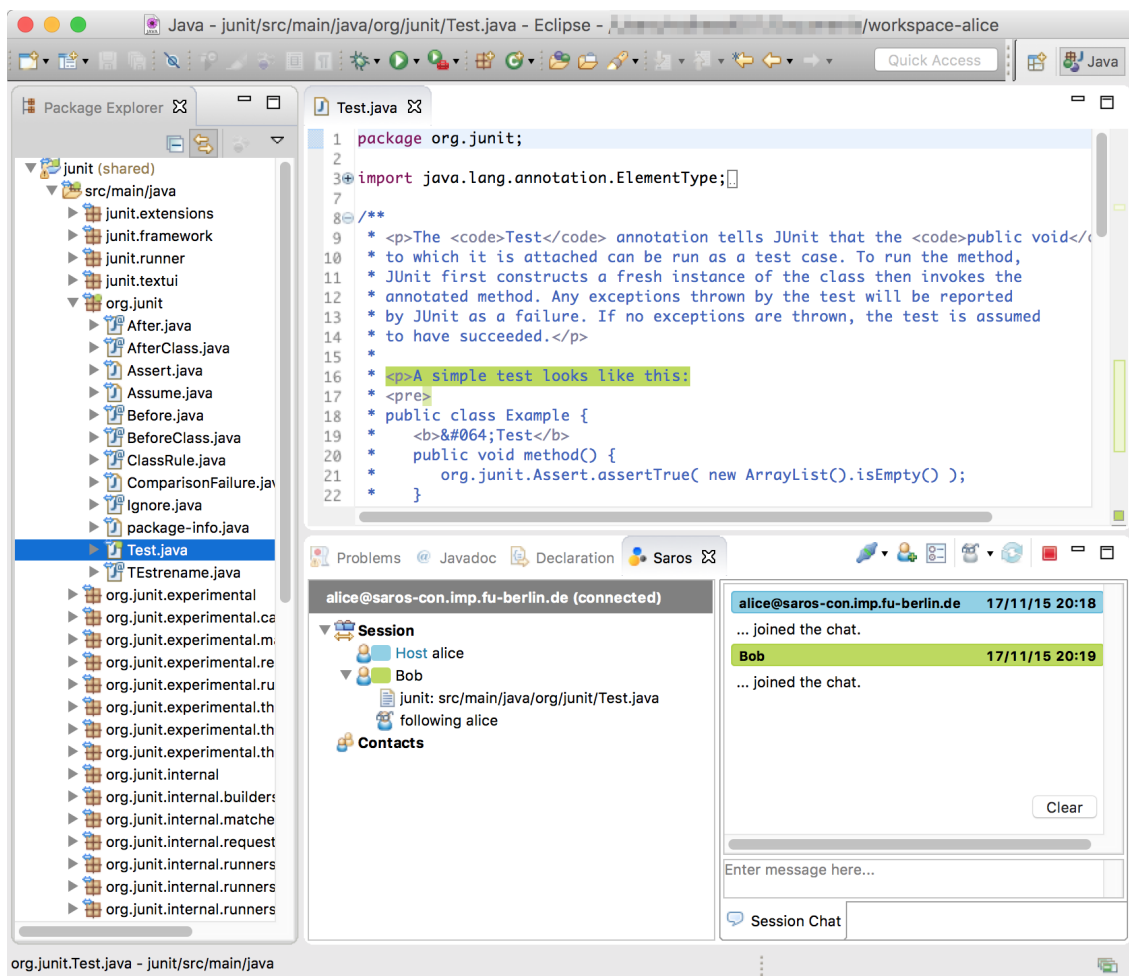 Java - junit/src/main/java/org/junit/Test.java - Eclipse - /
/workspace-alice
Quick Access
Java
Package Explorer
junit (shared)
src/main/java
junit.extensions
junit.framework
junit.runner
junit.textui
org.junit
After.java
AfterClass.java
Assert.java
Assume.java
Before.java
BeforeClass.java
ClassRule.java
ComparisonFailure.jav
Ignore.java
package-info.java
Test.java
TEstrename.java
org.junit.experimental
org.junit.experimental.ca
org.junit.experimental.m
org.junit.experimental.re
org.junit.experimental.ru
org.junit.experimental.th
org.junit.experimental.th
org.junit.experimental.th
org.junit.internal
org.junit.internal.builders
org.junit.internal.matche
org.junit.internal.request
org.junit.internal.runners
org.junit.internal.runners
org.junit.internal.runners
Test.java
1 package org.junit;
2
3 import java.lang.annotation.ElementType;
7
8 /**
9 * <p>The <code>Test</code> annotation tells JUnit that the <code>public void</c
10 * to which it is attached can be run as a test case. To run the method,
11 * JUnit first constructs a fresh instance of the class then invokes the
12 * annotated method. Any exceptions thrown by the test will be reported
13 * by JUnit as a failure. If no exceptions are thrown, the test is assumed
14 * to have succeeded.</p>
15 *
16 * <p>A simple test looks like this:
17 * <pre>
18 * public class Example {
19 *    <b>&#064;Test</b>
20 *    public void method() {
21 *       org.junit.Assert.assertTrue( new ArrayList().isEmpty() );
22 *    }
Problems
Javadoc
Declaration
Saros
alice@saros-con.imp.fu-berlin.de (connected)
Session
Host alice
Bob
junit: src/main/java/org/junit/Test.java
following alice
Contacts
alice@saros-con.imp.fu-berlin.de 17/11/15 20:18
... joined the chat.
Bob 17/11/15 20:19
... joined the chat.
Clear
Enter message here...
Session Chat
org.junit.Test.java - junit/src/main/java